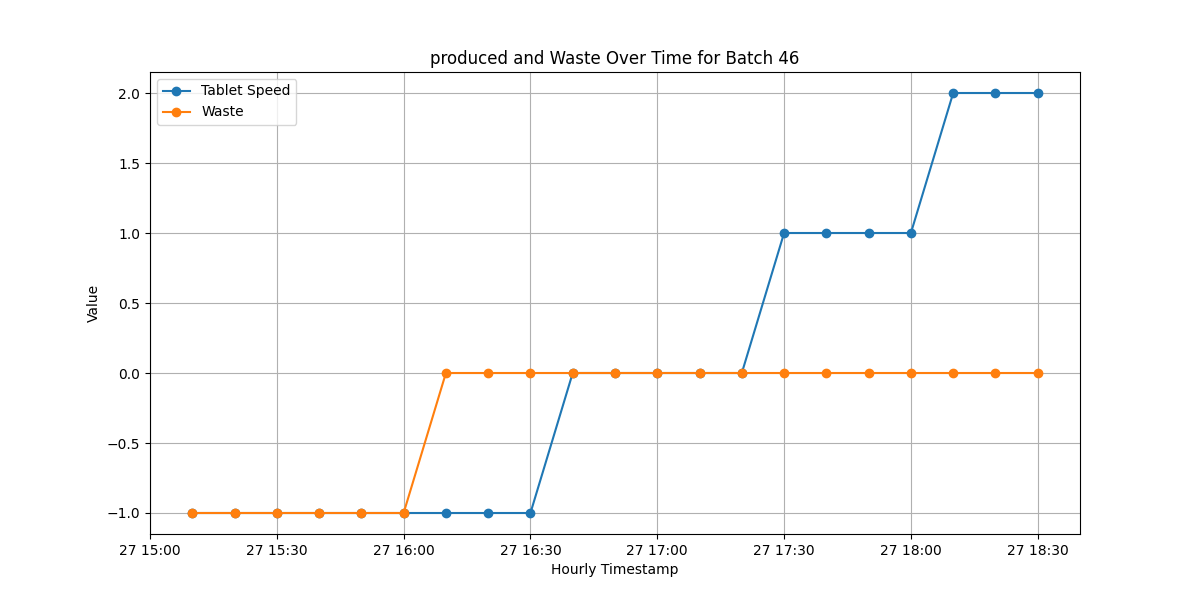 produced and Waste Over Time for Batch 46
Tablet Speed
Waste
Value
2.0
1.5
1.0
0.5
0.0
−0.5
−1.0
27 15:00 27 15:30 27 16:00 27 16:30 27 17:00 27 17:30 27 18:00 27 18:30
Hourly Timestamp